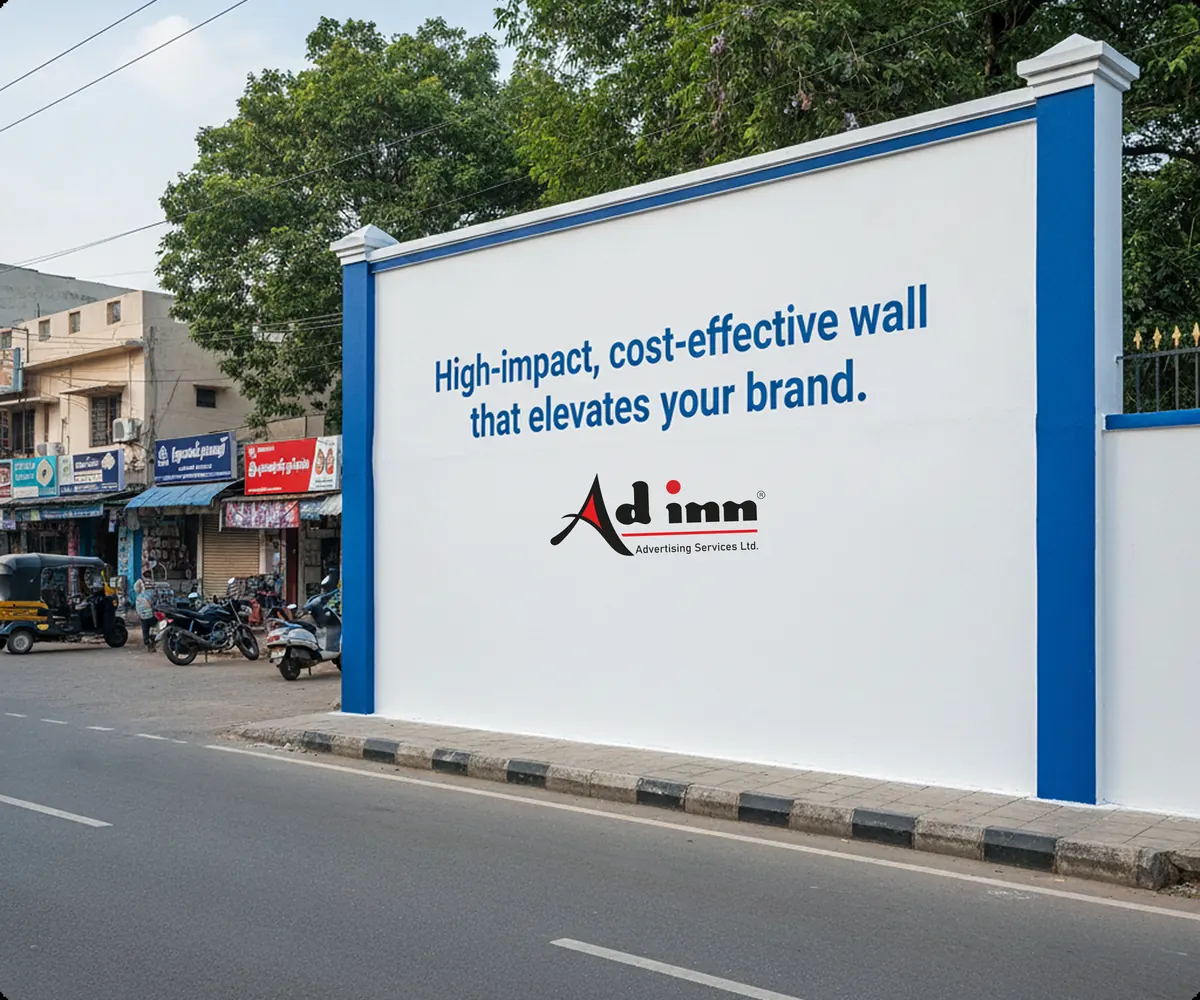 High-impact, cost-effective wall
that elevates your brand.
Ad inn®
Advertising Services Ltd.